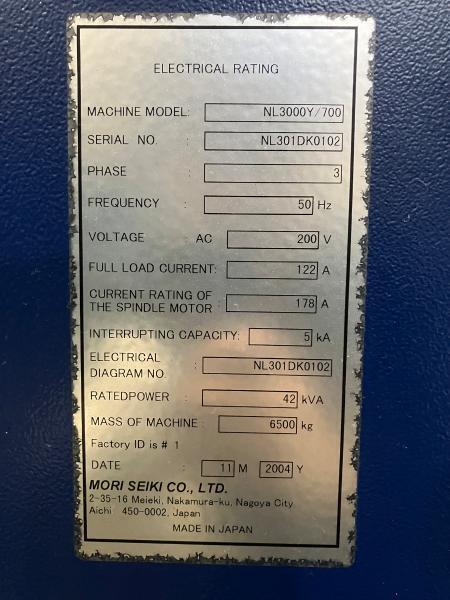 ELECTRICAL RATING
MACHINE MODEL: NL3000Y/700
SERIAL NO. : NL301DK0102
PHASE : 3
FREQUENCY : 50 Hz
VOLTAGE : AC 200 V
FULL LOAD CURRENT: 122 A
CURRENT RATING OF
THE SPINDLE MOTOR : 178 A
INTERRUPTING CAPACITY: 5 kA
ELECTRICAL
DIAGRAM NO. : NL301DK0102
RATEDPOWER : 42 kVA
MASS OF MACHINE : 6500 kg
Factory ID is # 1
DATE : 11 M 2004 Y
MORI SEIKI CO., LTD.
2-35-16 Meieki, Nakamura-ku, Nagoya City
Aichi 450-0002, Japan
MADE IN JAPAN